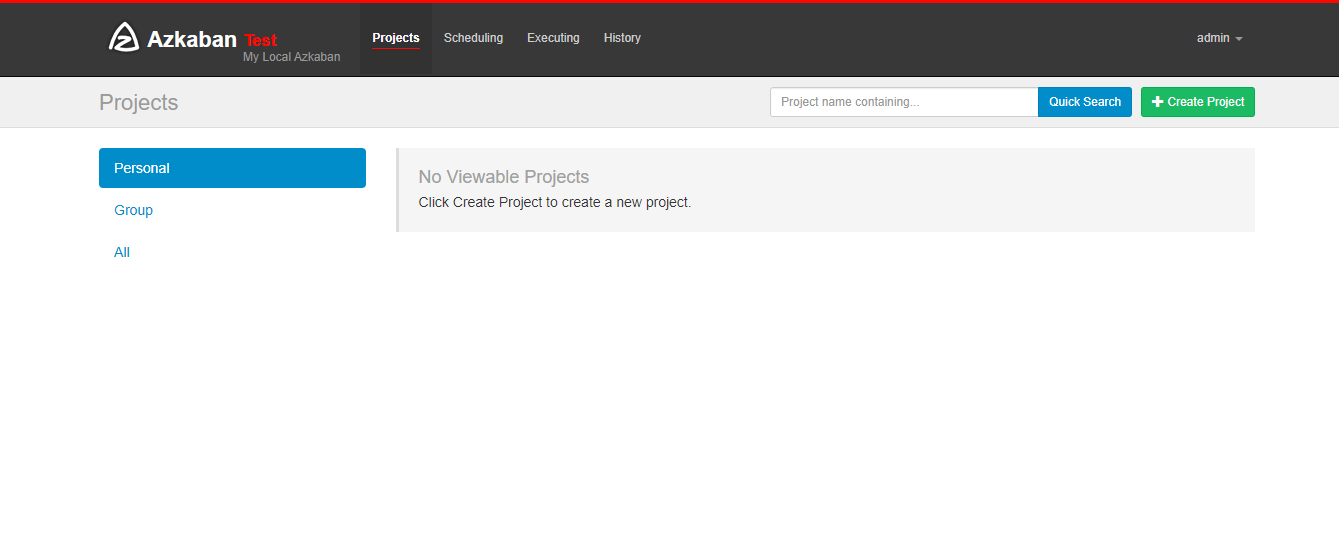 Azkaban Test
My Local Azkaban
Projects Scheduling Executing History
admin
Projects
Project name containing...
Quick Search
Create Project
Personal
Group
All
No Viewable Projects
Click Create Project to create a new project.